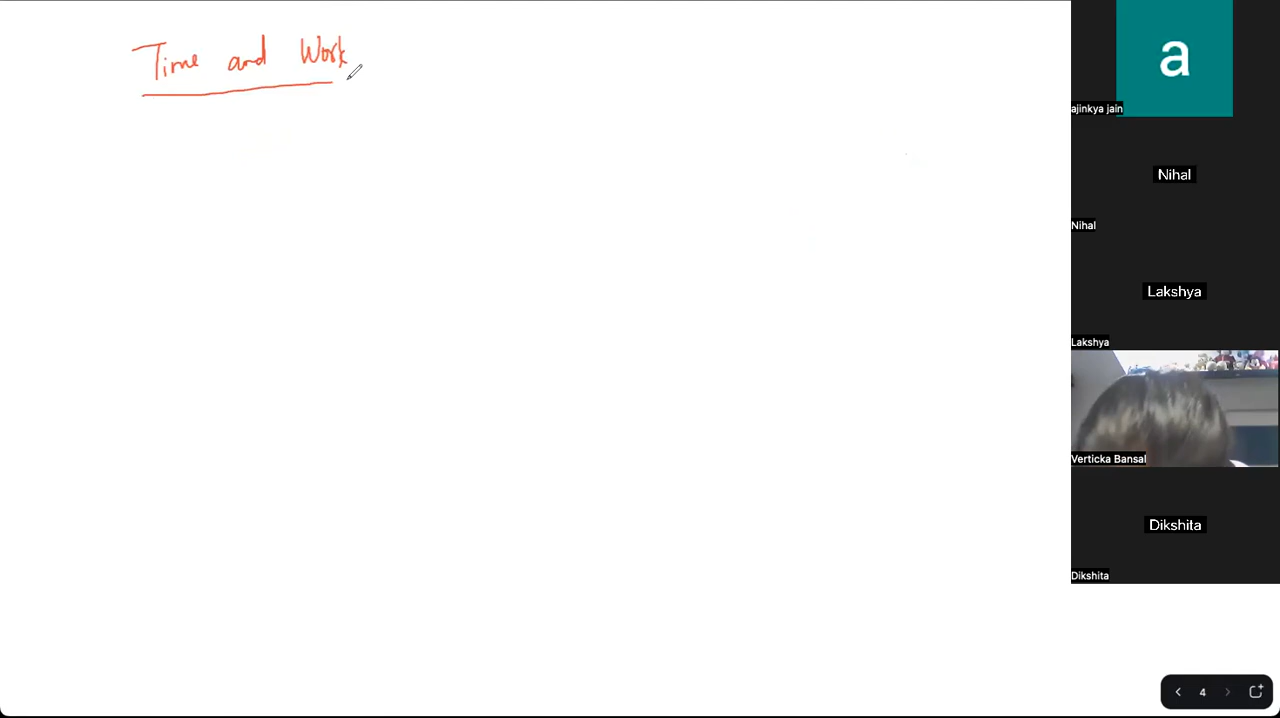 Time and Work
a
ajinkya jain
Nihal
Nihal
Lakshya
Lakshya
Verticka Bansal
Dikshita
Dikshita
4